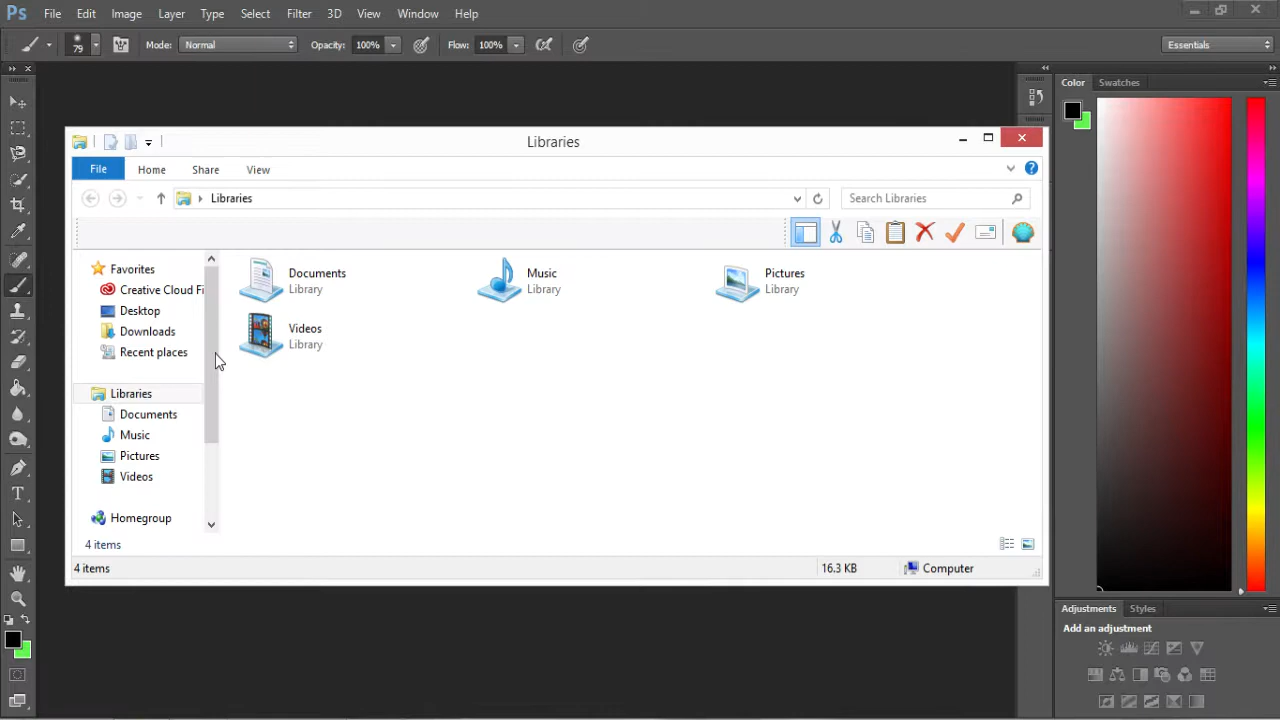 Ps File Edit Image Layer Type Select Filter 3D View Window Help
79 Mode: Normal Opacity: 100% Flow: 100% Essentials
Color Swatches
Libraries
File Home Share View
Libraries Search Libraries
Favorites
Creative Cloud Fi
Desktop
Downloads
Recent places
Libraries
Documents
Music
Pictures
Videos
Homegroup
Documents
Library
Music
Library
Pictures
Library
Videos
Library
4 items
4 items 16.3 KB Computer
Adjustments Styles
Add an adjustment